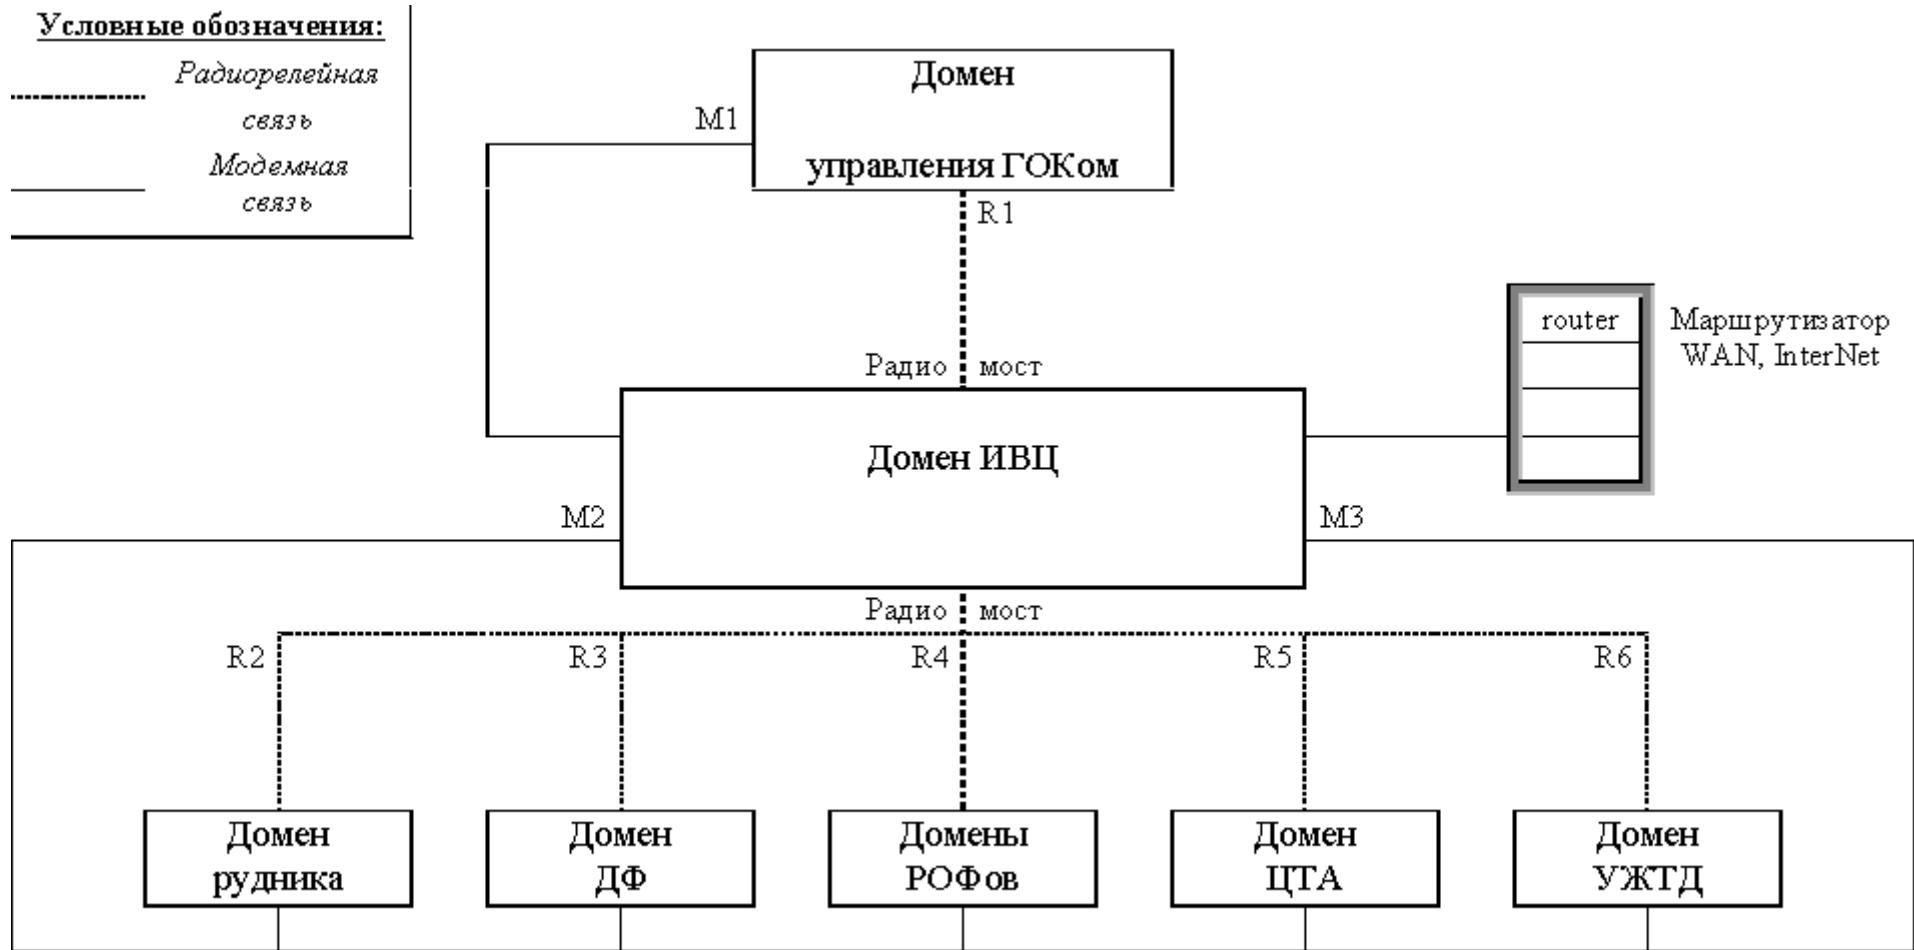 Условные обозначения:
Радиорелейная
связь
Модемная
связь
Домен
управления ГОКом
M1
R1
router
Маршрутизатор
WAN, InterNet
Радио мост
Домен ИВЦ
M2
M3
Радио мост
R2
R3
R4
R5
R6
Домен
рудника
Домен
ДФ
Домены
РОФов
Домен
ЦТА
Домен
УЖТД